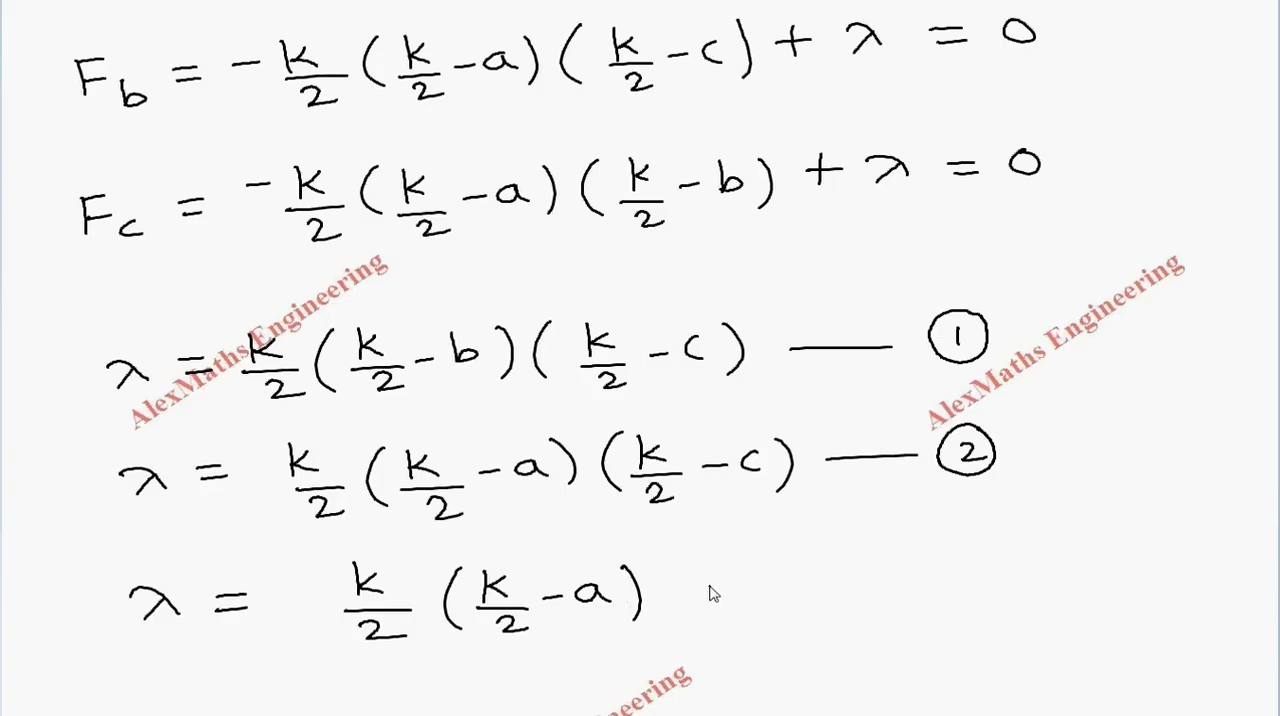 F_b = -k/2 (k/2 - a) (k/2 - c) + λ = 0
F_c = -k/2 (k/2 - a) (k/2 - b) + λ = 0
λ = k/2 (k/2 - b) (k/2 - c) —— ①
λ = k/2 (k/2 - a) (k/2 - c) —— ②
λ = k/2 (k/2 - a)
AlexMaths Engineering
AlexMaths Engineering
neering